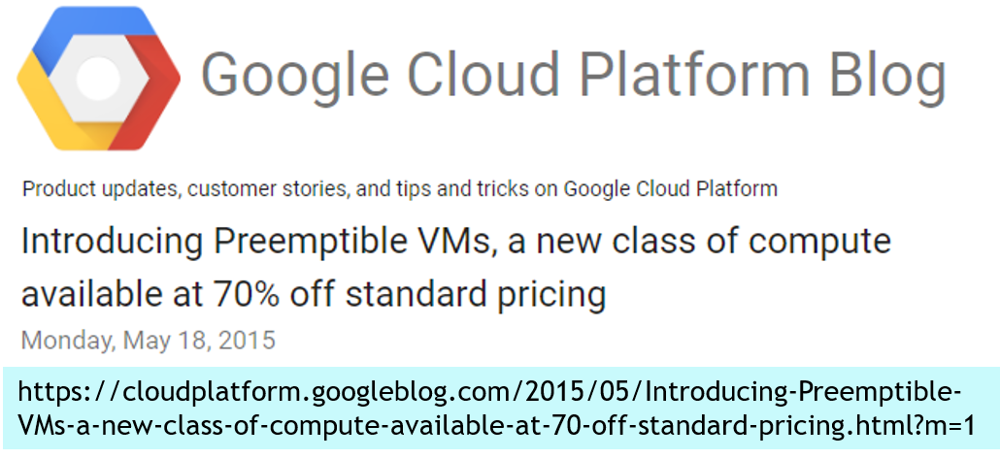 Google Cloud Platform Blog
Product updates, customer stories, and tips and tricks on Google Cloud Platform
Introducing Preemptible VMs, a new class of compute
available at 70% off standard pricing
Monday, May 18, 2015
https://cloudplatform.googleblog.com/2015/05/Introducing-Preemptible-
VMs-a-new-class-of-compute-available-at-70-off-standard-pricing.html?m=1